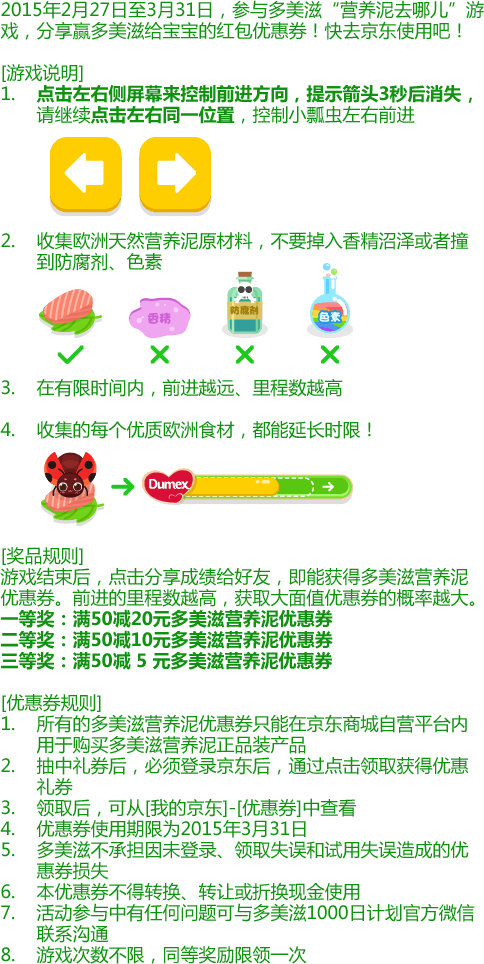 2015年2月27日至3月31日，参与多美滋“营养泥去哪儿”游
戏，分享赢多美滋给宝宝的红包优惠券！快去京东使用吧！
[游戏说明]
1. 点击左右侧屏幕来控制前进方向，提示箭头3秒后消失，
请继续点击左右同一位置，控制小瓢虫左右前进
2. 收集欧洲天然营养泥原材料，不要掉入香精沼泽或者撞
到防腐剂、色素
香精
防腐剂
色素
3. 在有限时间内，前进越远、里程数越高
4. 收集的每个优质欧洲食材，都能延长时限！
Dumex
[奖品规则]
游戏结束后，点击分享成绩给好友，即能获得多美滋营养泥
优惠券。前进的里程数越高，获取大面值优惠券的概率越大。
一等奖：满50减20元多美滋营养泥优惠券
二等奖：满50减10元多美滋营养泥优惠券
三等奖：满50减 5 元多美滋营养泥优惠券
[优惠券规则]
1. 所有的多美滋营养泥优惠券只能在京东商城自营平台内
用于购买多美滋营养泥正品装产品
2. 抽中礼券后，必须登录京东后，通过点击领取获得优惠
礼券
3. 领取后，可从[我的京东]-[优惠券]中查看
4. 优惠券使用期限为2015年3月31日
5. 多美滋不承担因未登录、领取失误和试用失误造成的优
惠券损失
6. 本优惠券不得转换、转让或折换现金使用
7. 活动参与中有任何问题可与多美滋1000日计划官方微信
联系沟通
8. 游戏次数不限，同等奖励限领一次